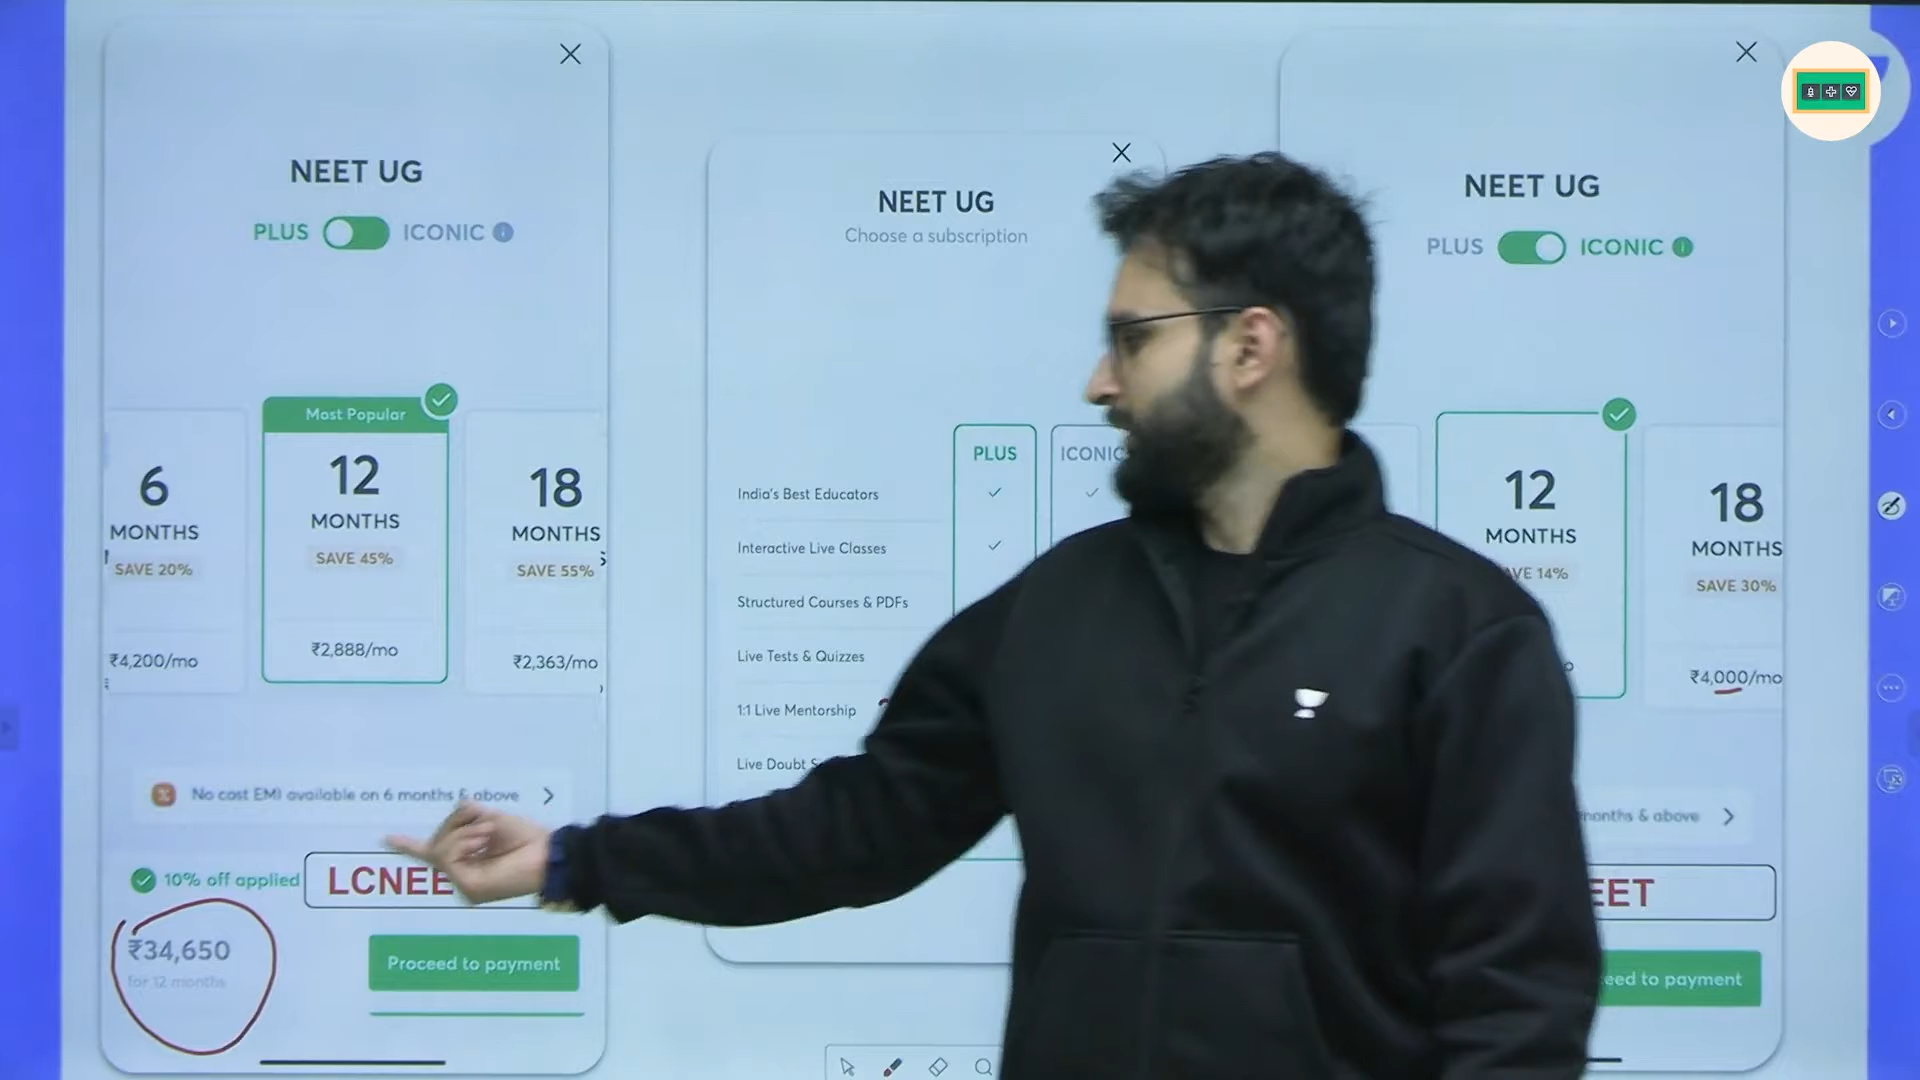 NEET UG
PLUS ICONIC
6
MONTHS
SAVE 20%
₹4,200/mo
Most Popular
12
MONTHS
SAVE 45%
₹2,888/mo
18
MONTHS
SAVE 55%
₹2,363/mo
No cost EMI available on 6 months & above
10% off applied
LCNEE
₹34,650
for 12 months
Proceed to payment
NEET UG
Choose a subscription
PLUS ICONIC
India's Best Educators
Interactive Live Classes
Structured Courses & PDFs
Live Tests & Quizzes
1:1 Live Mentorship
Live Doubt
NEET UG
PLUS ICONIC
12
MONTHS
14%
18
MONTHS
SAVE 30%
₹4,000/mo
months & above
EET
to payment